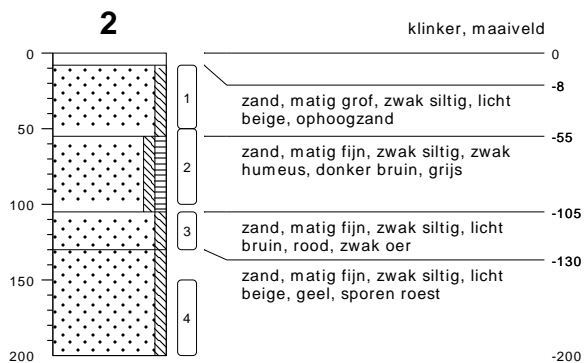 2
klinker, maaiveld
0
0
-8
1
zand, matig grof, zwak siltig, licht
beige, ophoogzand
50
-55
2
zand, matig fijn, zwak siltig, zwak
humeus, donker bruin, grijs
100
-105
3
zand, matig fijn, zwak siltig, licht
bruin, rood, zwak oer
-130
150
zand, matig fijn, zwak siltig, licht
beige, geel, sporen roest
4
200
-200